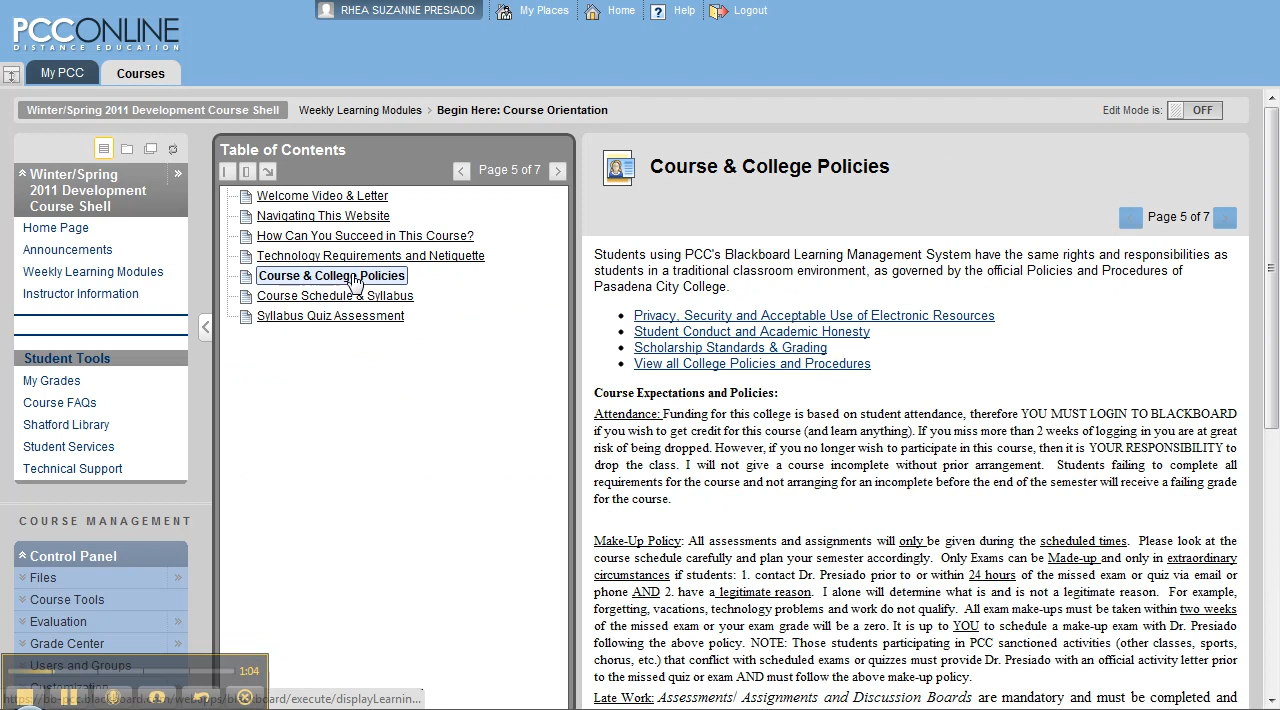 RHEA SUZANNE PRESIADO My Places Home Help Logout
PCCONLINE
DISTANCE EDUCATION
My PCC Courses
Winter/Spring 2011 Development Course Shell Weekly Learning Modules > Begin Here: Course Orientation Edit Mode is: OFF
Winter/Spring
2011 Development
Course Shell
Home Page
Announcements
Weekly Learning Modules
Instructor Information
Student Tools
My Grades
Course FAQs
Shatford Library
Student Services
Technical Support
COURSE MANAGEMENT
Control Panel
Files
Course Tools
Evaluation
Grade Center
Users and Groups
1:04
Table of Contents
Page 5 of 7
Welcome Video & Letter
Navigating This Website
How Can You Succeed in This Course?
Technology Requirements and Netiquette
Course & College Policies
Course Schedule & Syllabus
Syllabus Quiz Assessment
Course & College Policies
Page 5 of 7
Students using PCC's Blackboard Learning Management System have the same rights and responsibilities as
students in a traditional classroom environment, as governed by the official Policies and Procedures of
Pasadena City College.
Privacy, Security and Acceptable Use of Electronic Resources
Student Conduct and Academic Honesty
Scholarship Standards & Grading
View all College Policies and Procedures
Course Expectations and Policies:
Attendance: Funding for this college is based on student attendance, therefore YOU MUST LOGIN TO BLACKBOARD
if you wish to get credit for this course (and learn anything). If you miss more than 2 weeks of logging in you are at great
risk of being dropped. However, if you no longer wish to participate in this course, then it is YOUR RESPONSIBILITY to
drop the class. I will not give a course incomplete without prior arrangement. Students failing to complete all
requirements for the course and not arranging for an incomplete before the end of the semester will receive a failing grade
for the course.
Make-Up Policy: All assessments and assignments will only be given during the scheduled times. Please look at the
course schedule carefully and plan your semester accordingly. Only Exams can be Made-up and only in extraordinary
circumstances if students: 1. contact Dr. Presiado prior to or within 24 hours of the missed exam or quiz via email or
phone AND 2. have a legitimate reason. I alone will determine what is and is not a legitimate reason. For example,
forgetting, vacations, technology problems and work do not qualify. All exam make-ups must be taken within two weeks
of the missed exam or your exam grade will be a zero. It is up to YOU to schedule a make-up exam with Dr. Presiado
following the above policy. NOTE: Those students participating in PCC sanctioned activities (other classes, sports,
chorus, etc.) that conflict with scheduled exams or quizzes must provide Dr. Presiado with an official activity letter prior
to the missed quiz or exam AND must follow the above make-up policy.
Late Work: Assessments/ Assignments and Discussion Boards are mandatory and must be completed and